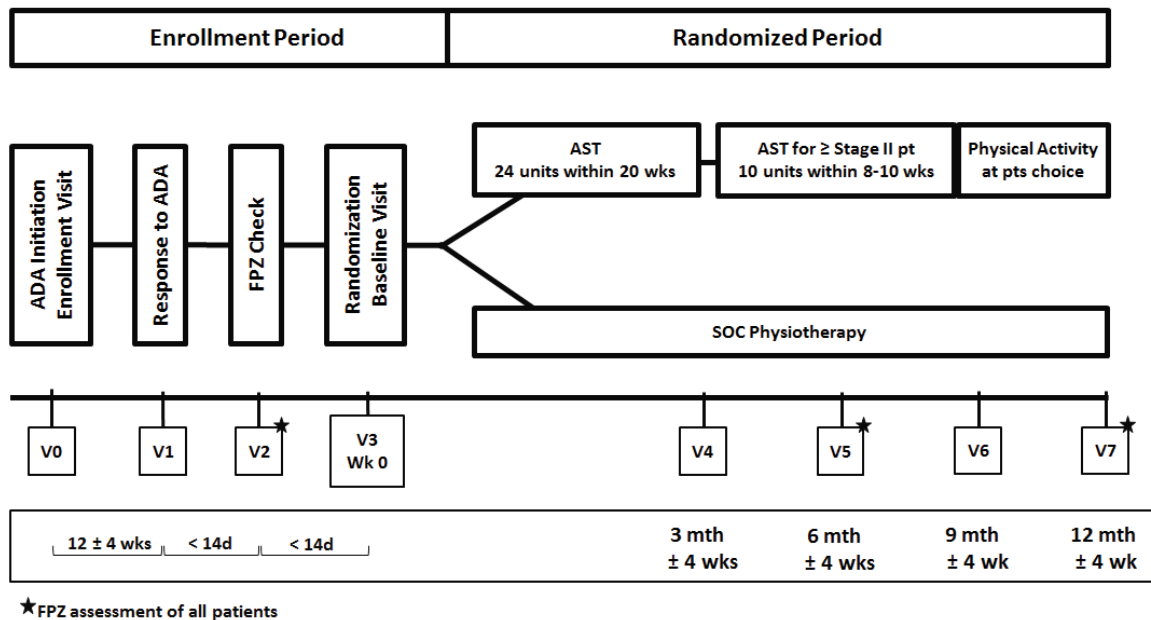 Enrollment Period
Randomized Period
ADA Initiation
Enrollment Visit
Response to ADA
FPZ Check
Randomization
Baseline Visit
AST
24 units within 20 wks
AST for ≥ Stage II pt
10 units within 8-10 wks
Physical Activity
at pts choice
SOC Physiotherapy
V0
V1
V2
V3
Wk 0
V4
V5
V6
V7
12 ± 4 wks
< 14d
< 14d
3 mth
± 4 wks
6 mth
± 4 wks
9 mth
± 4 wk
12 mth
± 4 wk
★FPZ assessment of all patients